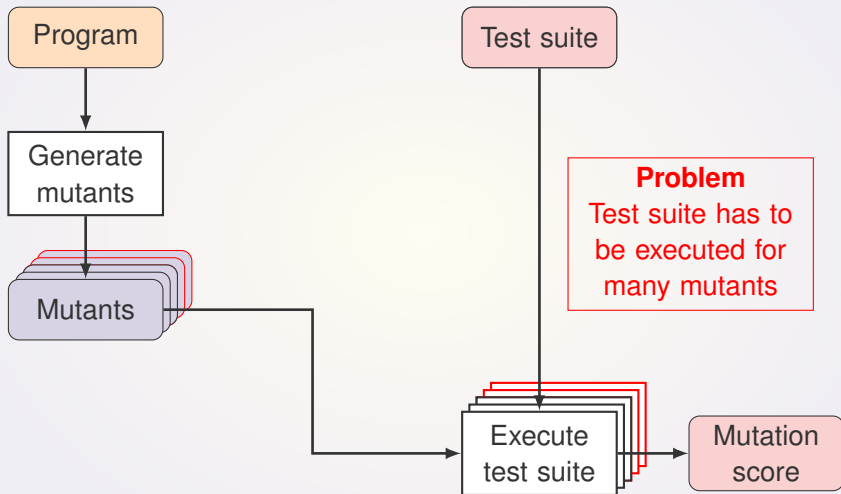 Program
Test suite
Generate
mutants
Problem
Test suite has to
be executed for
many mutants
Mutants
Execute
test suite
Mutation
score